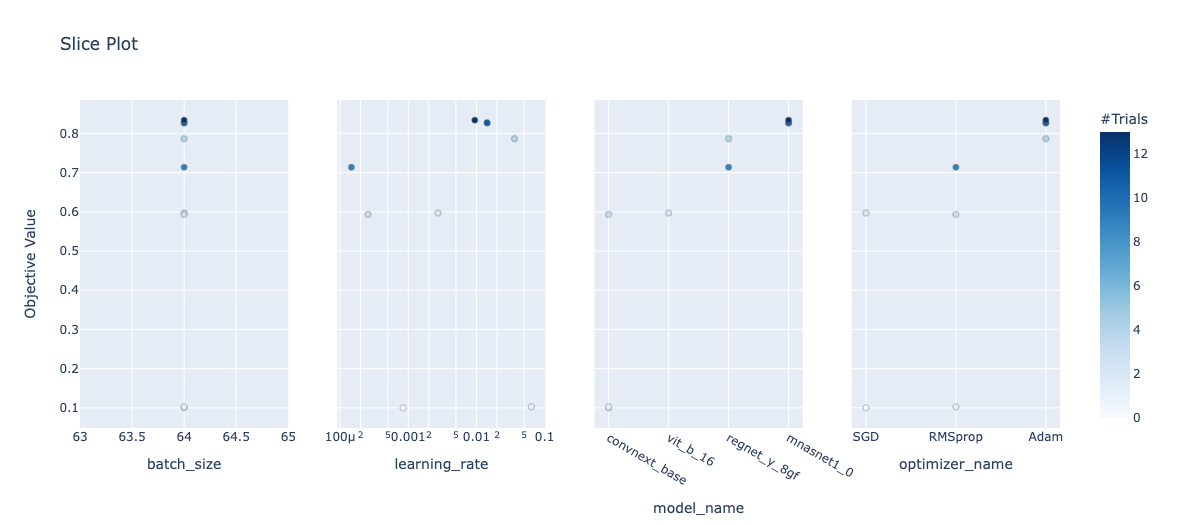 Slice Plot
Objective Value
0.8
0.7
0.6
0.5
0.4
0.3
0.2
0.1
63 63.5 64 64.5 65
batch_size
100μ 2 5 0.001 2 5 0.01 2 5 0.1
learning_rate
convnext_base
vit_b_16
regnet_y_8gf
mnasnet1_0
model_name
SGD RMSprop Adam
optimizer_name
#Trials
12
10
8
6
4
2
0